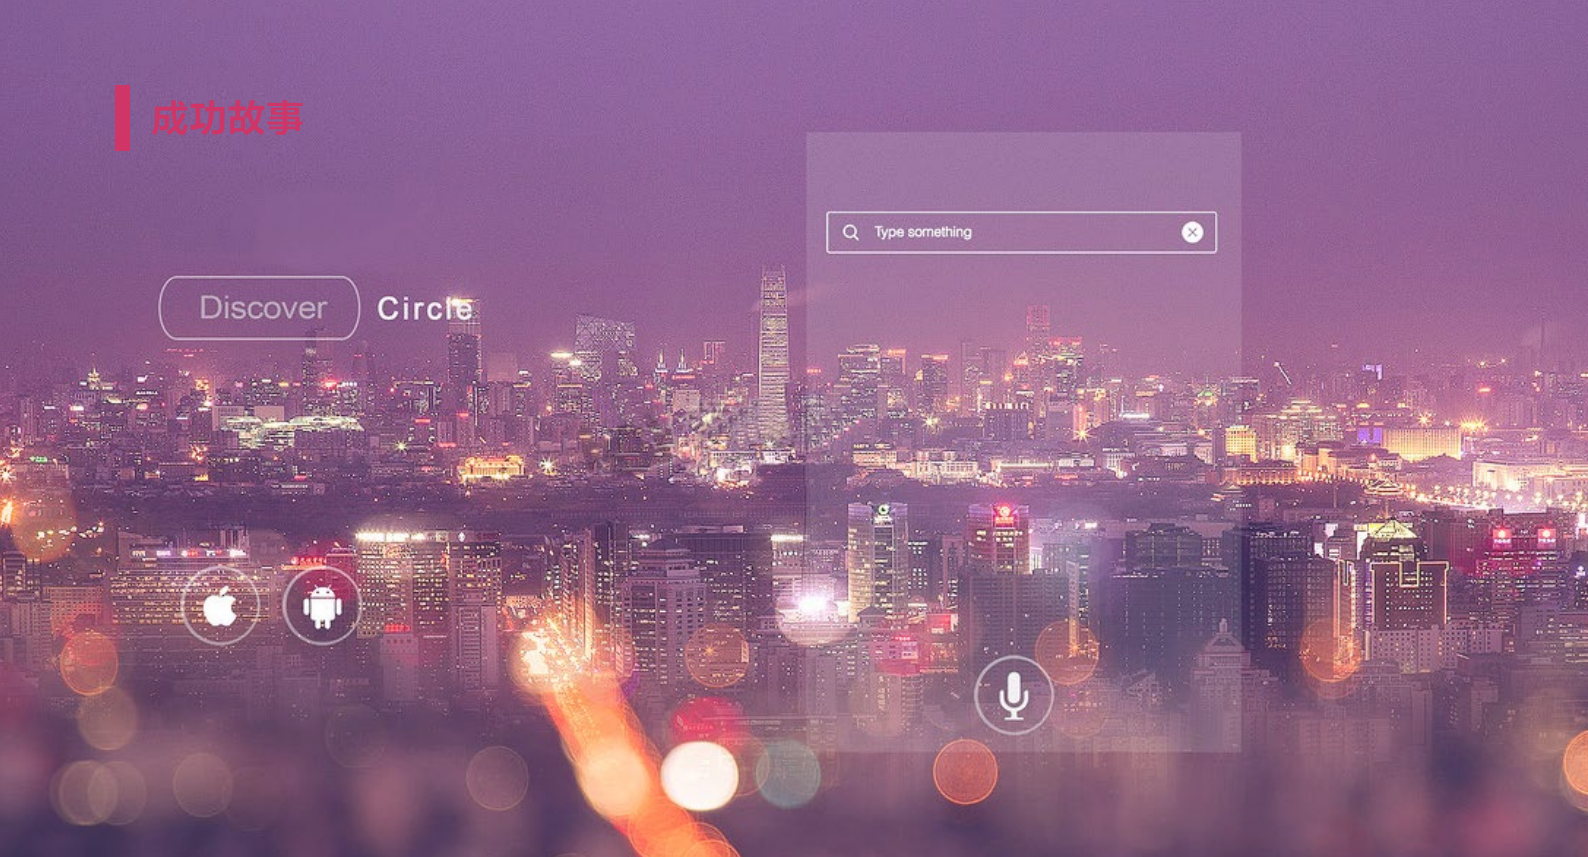 成功故事
Type something
Discover Circle